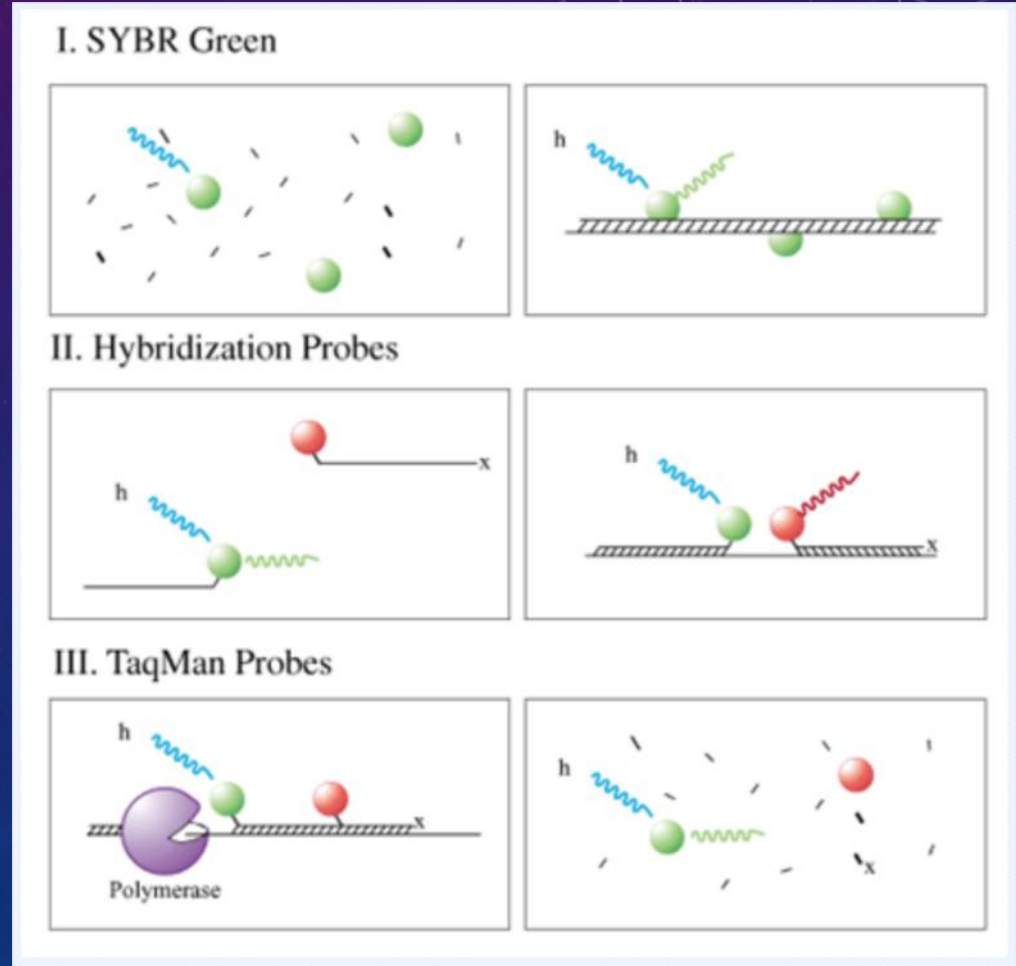 I. SYBR Green
h
II. Hybridization Probes
x
h
h
x
III. TaqMan Probes
h
x
Polymerase
h
x